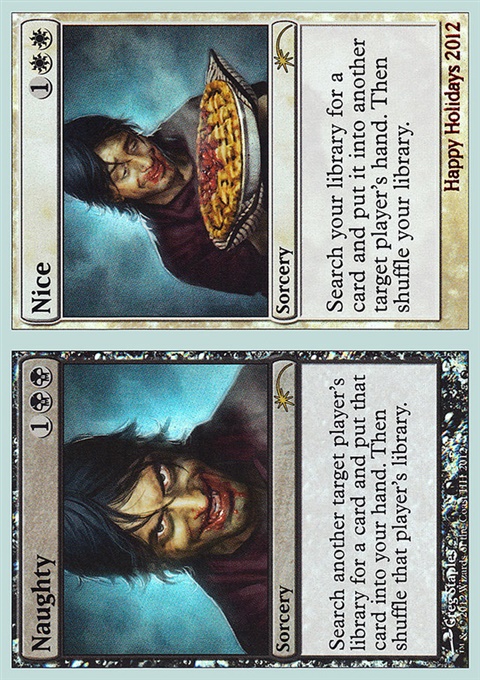 Naughty
Sorcery
Search another target player's
library for a card and put that
card into your hand. Then
shuffle that player's library.
Greg Staples
™ & © 2012 Wizards of the Coast HH 2012
Nice
Sorcery
Search your library for a
card and put it into another
target player's hand. Then
shuffle your library.
Happy Holidays 2012
1
1